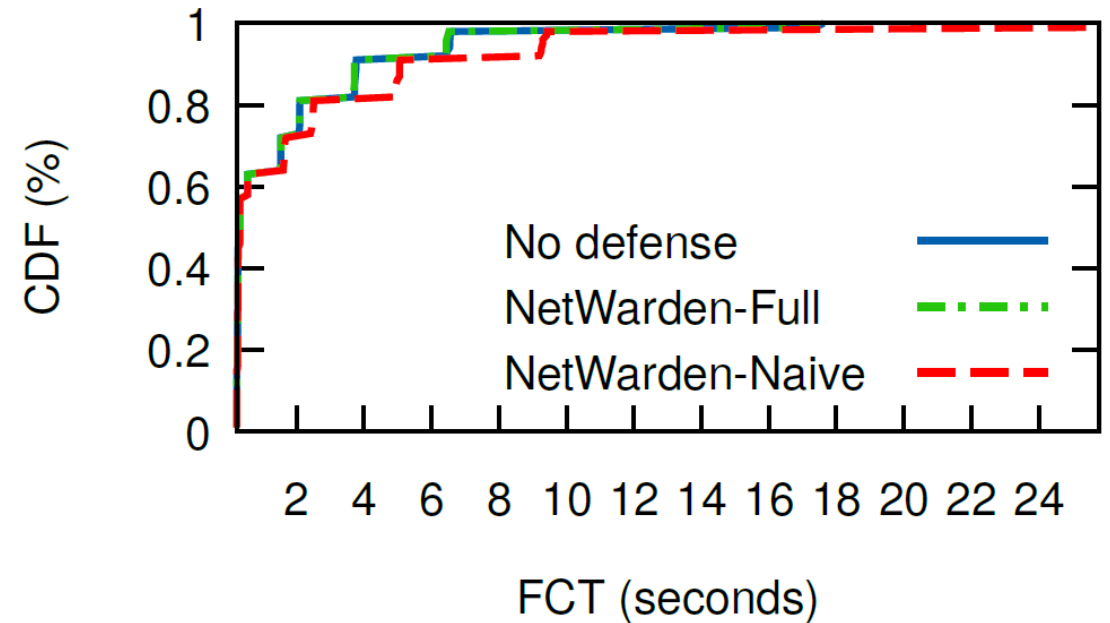 1
0.8
0.6
0.4
0.2
0
CDF (%)
No defense
NetWarden-Full
NetWarden-Naive
2 4 6 8 10 12 14 16 18 20 22 24
FCT (seconds)